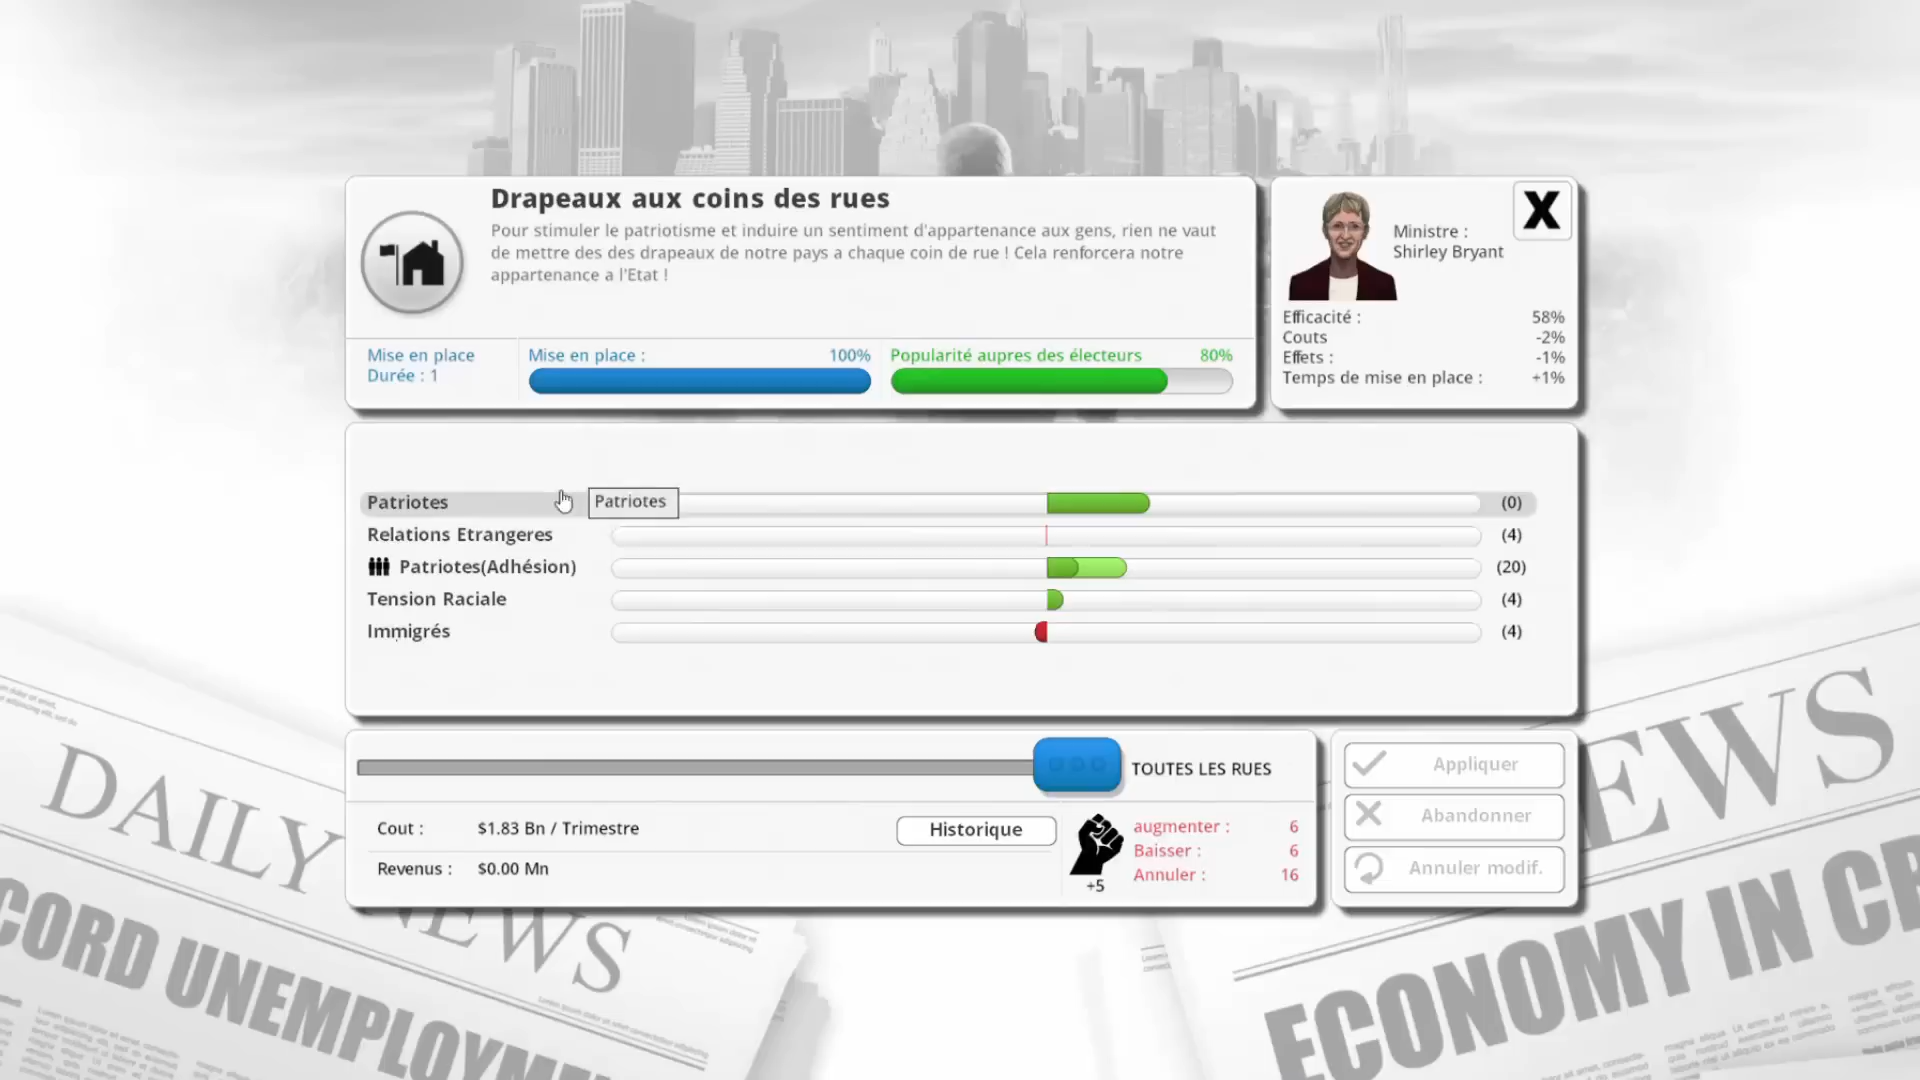 Drapeaux aux coins des rues
Pour stimuler le patriotisme et induire un sentiment d'appartenance aux gens, rien ne vaut
de mettre des des drapeaux de notre pays a chaque coin de rue ! Cela renforcera notre
appartenance a l'Etat !
Mise en place
Durée : 1
Mise en place : 100%
Popularité aupres des électeurs 80%
X
Ministre :
Shirley Bryant
Efficacité : 58%
Couts -2%
Effets : -1%
Temps de mise en place : +1%
Patriotes Patriotes (0)
Relations Etrangeres (4)
Patriotes(Adhésion) (20)
Tension Raciale (4)
Immigrés (4)
TOUTES LES RUES
Cout : $1.83 Bn / Trimestre
Historique
Revenus : $0.00 Mn
+5
augmenter : 6
Baisser : 6
Annuler : 16
Appliquer
Abandonner
Annuler modif.
DAILY NEWS
CORD UNEMPLOYME
NEWS
ECONOMY IN CR